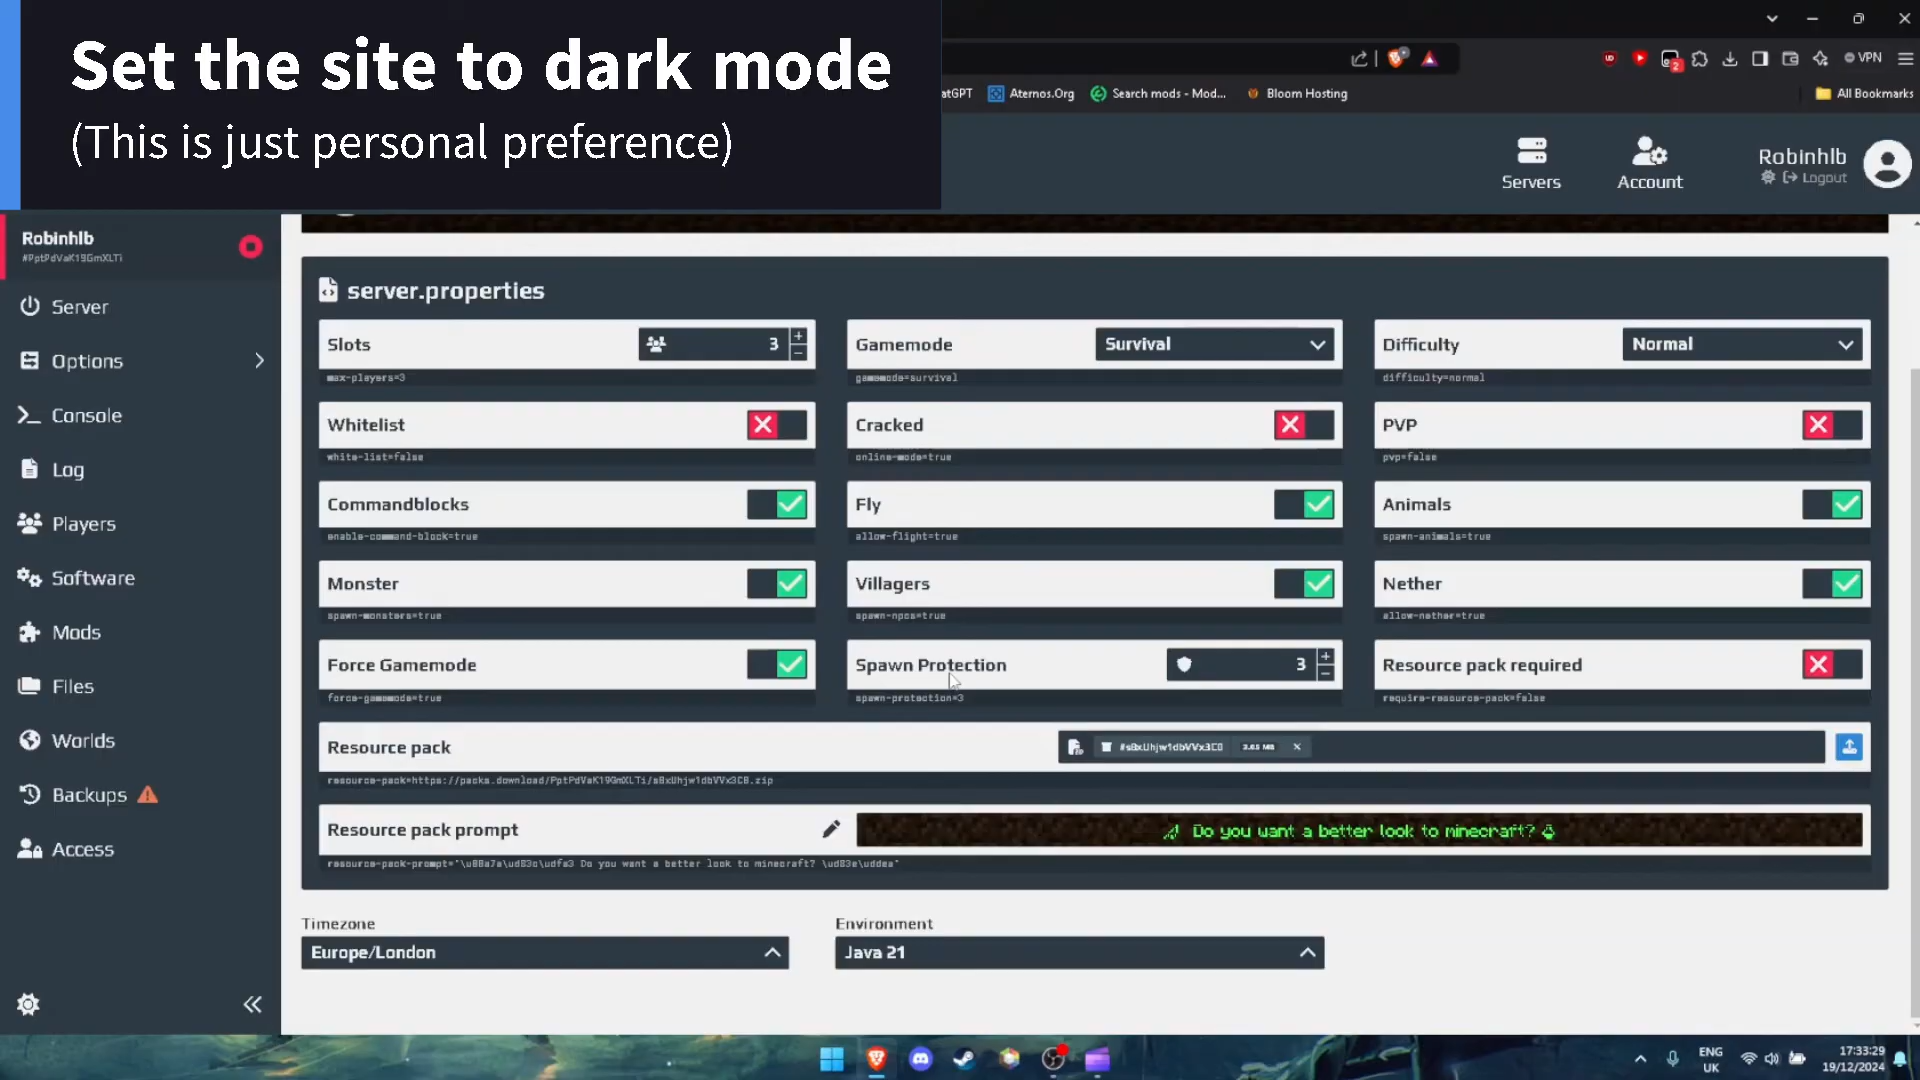 Set the site to dark mode
(This is just personal preference)
atGPT
Aternos.Org
Search mods - Mod...
Bloom Hosting
VPN
All Bookmarks
Servers
Account
Robinhlb
Logout
Robinhlb
#PptPdVaK19GmXLTi
Server
Options
Console
Log
Players
Software
Mods
Files
Worlds
Backups
Access
server.properties
Slots
3
max-players=3
Gamemode
Survival
gamemode=survival
Difficulty
Normal
difficulty=normal
Whitelist
white-list=false
Cracked
online-mode=true
PVP
pvp=false
Commandblocks
enable-command-block=true
Fly
allow-flight=true
Animals
spawn-animals=true
Monster
spawn-monsters=true
Villagers
spawn-npcs=true
Nether
allow-nether=true
Force Gamemode
force-gamemode=true
Spawn Protection
3
spawn-protection=3
Resource pack required
require-resource-pack=false
Resource pack
3.65 MB
Resource pack prompt
Do you want a better look to minecraft?
Timezone
Europe/London
Environment
Java 21
2
ENG
UK
17:33:29
19/12/2024